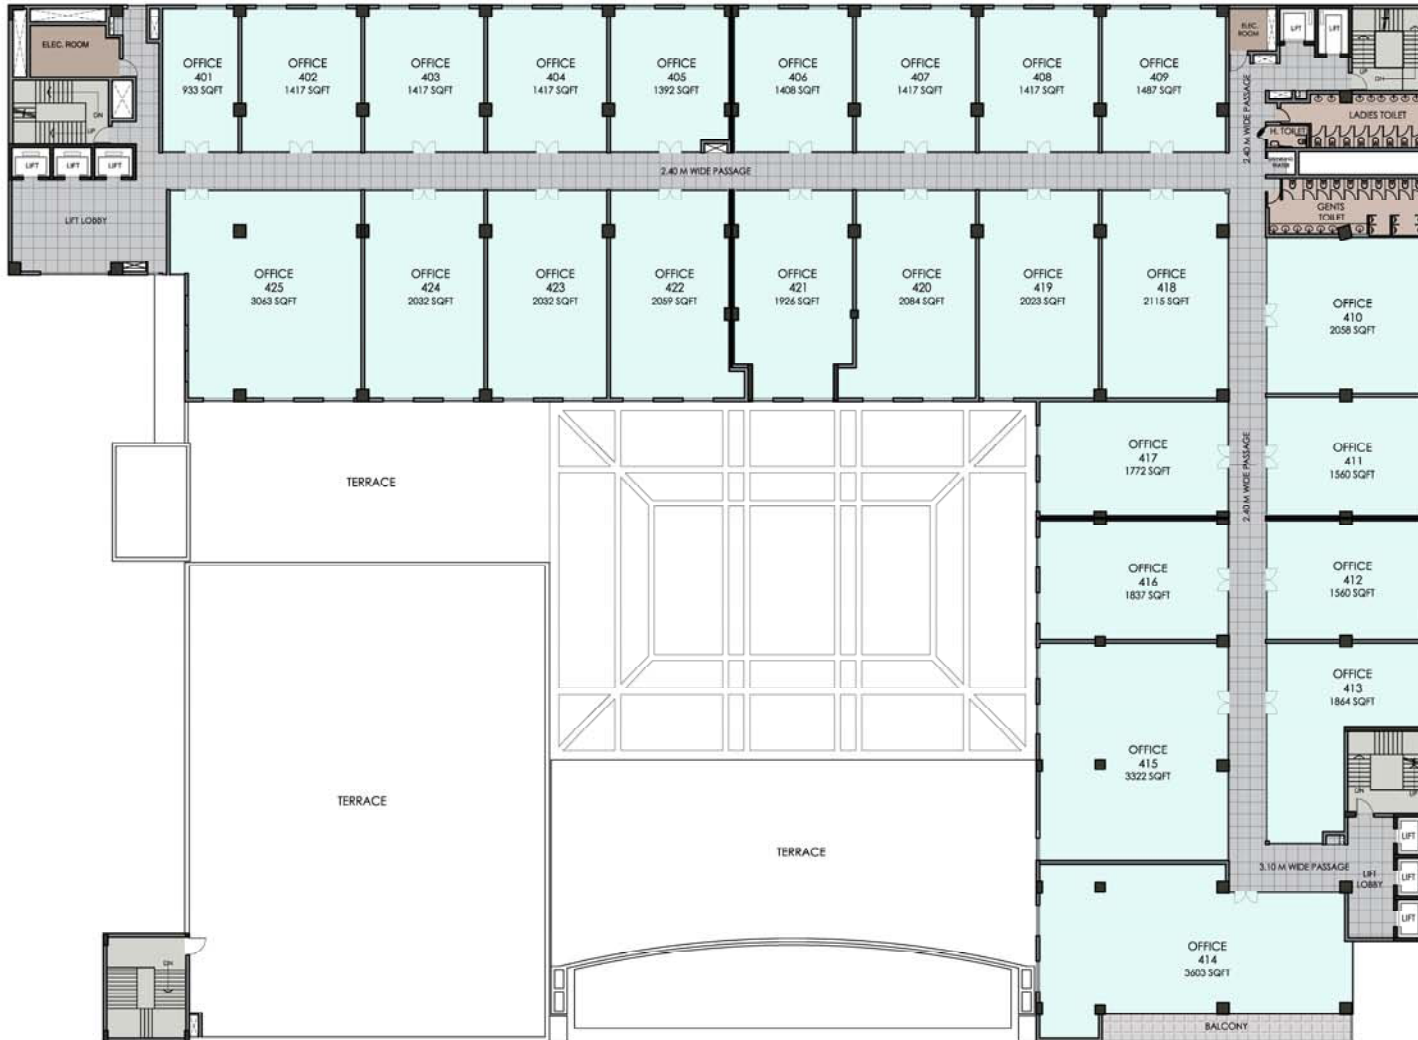 ELEC. ROOM
OFFICE
401
933 SQFT
OFFICE
402
1417 SQFT
OFFICE
403
1417 SQFT
OFFICE
404
1417 SQFT
OFFICE
405
1392 SQFT
OFFICE
406
1408 SQFT
OFFICE
407
1417 SQFT
OFFICE
408
1417 SQFT
OFFICE
409
1487 SQFT
ELEC.
ROOM
LIFT
LIFT
UP
DN
DN
UP
2.40 M WIDE PASSAGE
LADIES TOILET
H. TOILET
LIFT
LIFT
LIFT
2.40 M WIDE PASSAGE
WATER
GENTS
TOILET
LIFT LOBBY
OFFICE
425
3063 SQFT
OFFICE
424
2032 SQFT
OFFICE
423
2032 SQFT
OFFICE
422
2059 SQFT
OFFICE
421
1926 SQFT
OFFICE
420
2084 SQFT
OFFICE
419
2023 SQFT
OFFICE
418
2115 SQFT
OFFICE
410
2058 SQFT
OFFICE
417
1772 SQFT
2.40 M WIDE PASSAGE
OFFICE
411
1560 SQFT
TERRACE
OFFICE
416
1837 SQFT
OFFICE
412
1560 SQFT
OFFICE
413
1864 SQFT
OFFICE
415
3322 SQFT
DN
UP
TERRACE
LIFT
TERRACE
3.10 M WIDE PASSAGE
LIFT
LOBBY
LIFT
LIFT
OFFICE
414
3603 SQFT
DN
BALCONY